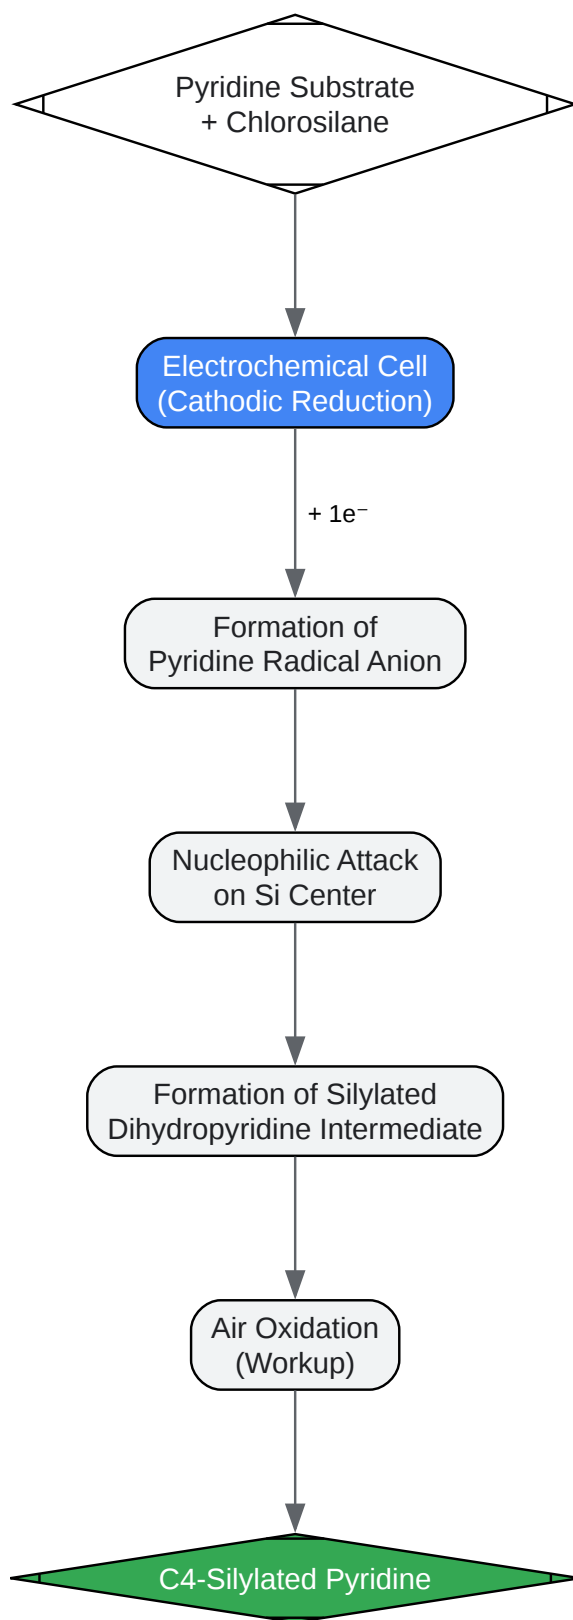 Pyridine Substrate
+ Chlorosilane
Electrochemical Cell
(Cathodic Reduction)
+ 1e⁻
Formation of
Pyridine Radical Anion
Nucleophilic Attack
on Si Center
Formation of Silylated
Dihydropyridine Intermediate
Air Oxidation
(Workup)
C4-Silylated Pyridine